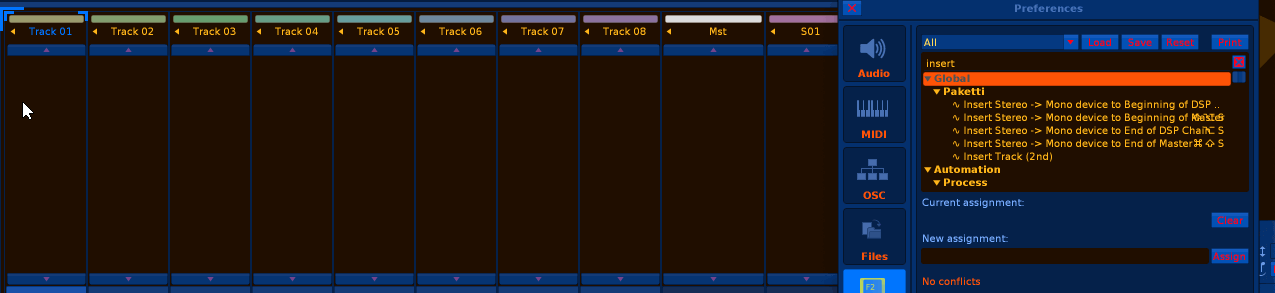 Track 01 Track 02 Track 03 Track 04 Track 05 Track 06 Track 07 Track 08 Mst S01
Preferences
Audio
MIDI
OSC
Files
F2
All Load Save Reset Print
insert
Global
Paketti
Insert Stereo -> Mono device to Beginning of DSP ..
Insert Stereo -> Mono device to Beginning of Master
Insert Stereo -> Mono device to End of DSP Chain S
Insert Stereo -> Mono device to End of Master ⌘ ⇧ S
Insert Track (2nd)
Automation
Process
Current assignment:
Clear
New assignment:
Assign
No conflicts